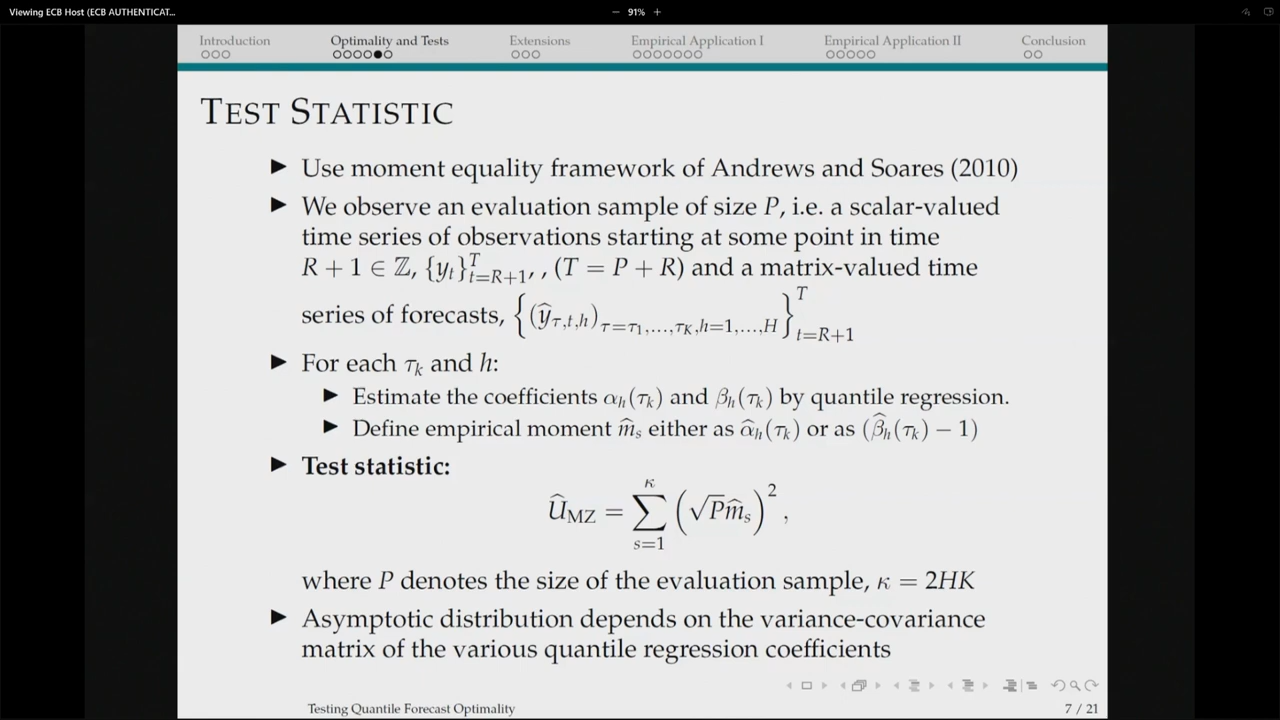 Viewing ECB Host (ECB AUTHENTICAT...
− 91% +
Introduction Optimality and Tests Extensions Empirical Application I Empirical Application II Conclusion
TEST STATISTIC
▶ Use moment equality framework of Andrews and Soares (2010)
▶ We observe an evaluation sample of size P, i.e. a scalar-valued
time series of observations starting at some point in time
R + 1 ∈ ℤ, {y_t}_{t=R+1}^T, , (T = P + R) and a matrix-valued time
series of forecasts, {(ŷ_{τ,t,h})_{τ=τ_1,...,τ_K,h=1,...,H}}_{t=R+1}^T
▶ For each τ_k and h:
▶ Estimate the coefficients α_h(τ_k) and β_h(τ_k) by quantile regression.
▶ Define empirical moment m̂_s either as α̂_h(τ_k) or as (β̂_h(τ_k) − 1)
▶ Test statistic:
Û_MZ = ∑_{s=1}^{κ} (√P m̂_s)^2,
where P denotes the size of the evaluation sample, κ = 2HK
▶ Asymptotic distribution depends on the variance-covariance
matrix of the various quantile regression coefficients
Testing Quantile Forecast Optimality 7 / 21